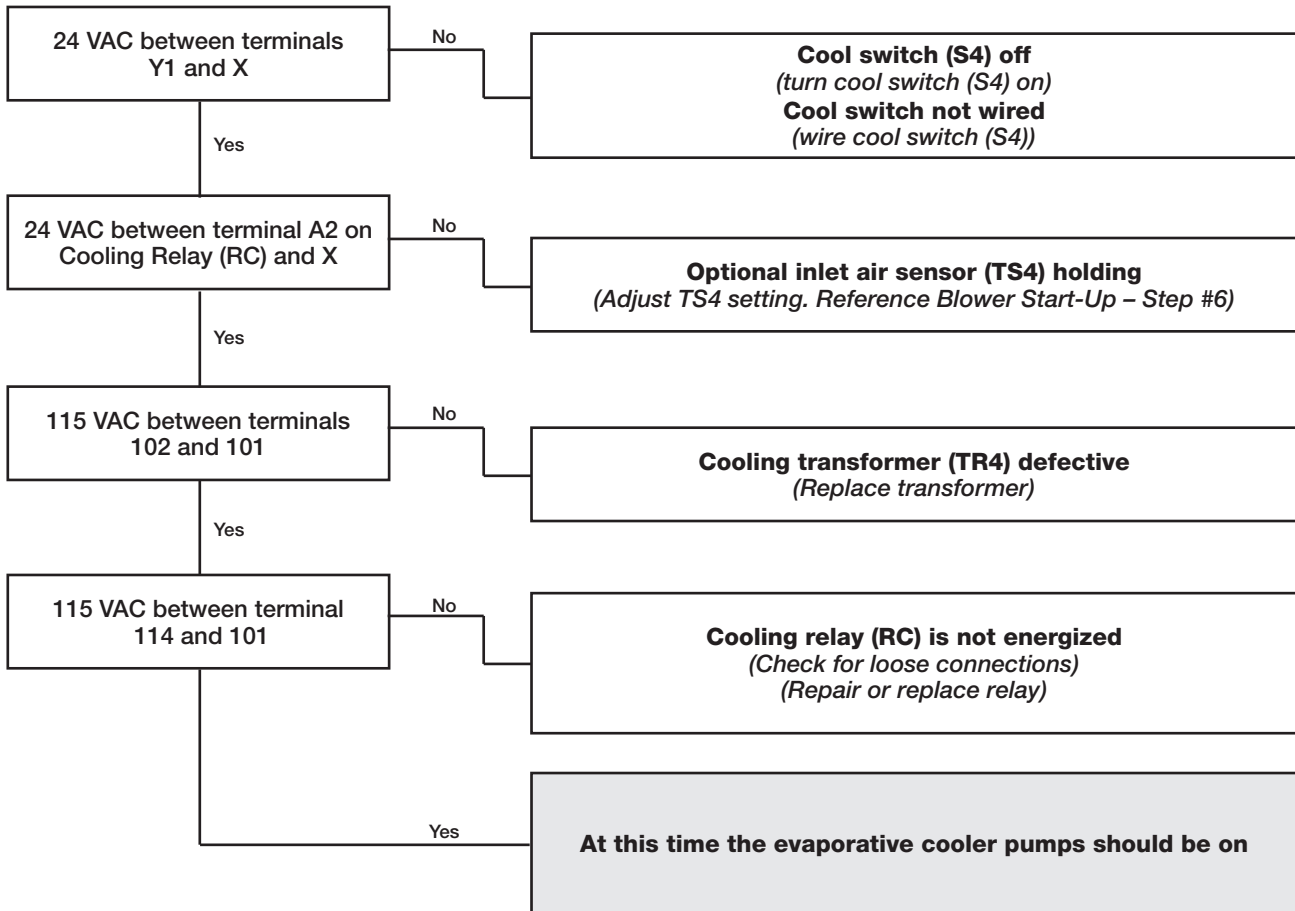 24 VAC between terminals
Y1 and X
No
Cool switch (S4) off
(turn cool switch (S4) on)
Cool switch not wired
(wire cool switch (S4))
Yes
24 VAC between terminal A2 on
Cooling Relay (RC) and X
No
Optional inlet air sensor (TS4) holding
(Adjust TS4 setting. Reference Blower Start-Up – Step #6)
Yes
115 VAC between terminals
102 and 101
No
Cooling transformer (TR4) defective
(Replace transformer)
Yes
115 VAC between terminal
114 and 101
No
Cooling relay (RC) is not energized
(Check for loose connections)
(Repair or replace relay)
Yes
At this time the evaporative cooler pumps should be on